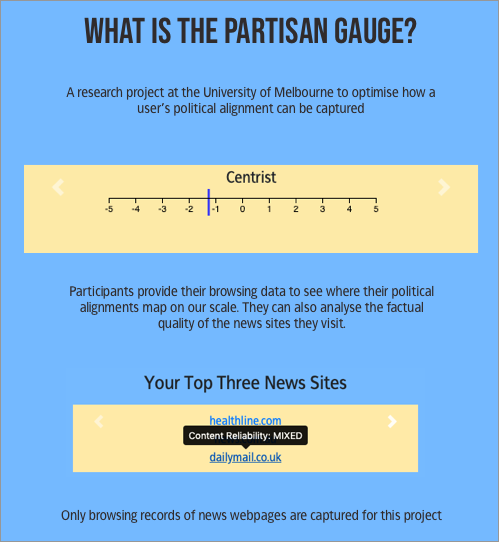 WHAT IS THE PARTISAN GAUGE?
A research project at the University of Melbourne to optimise how a
user's political alignment can be captured
Centrist
-5 -4 -3 -2 -1 0 1 2 3 4 5
Participants provide their browsing data to see where their political
alignments map on our scale. They can also analyse the factual
quality of the news sites they visit.
Your Top Three News Sites
healthline.com
Content Reliability: MIXED
dailymail.co.uk
Only browsing records of news webpages are captured for this project